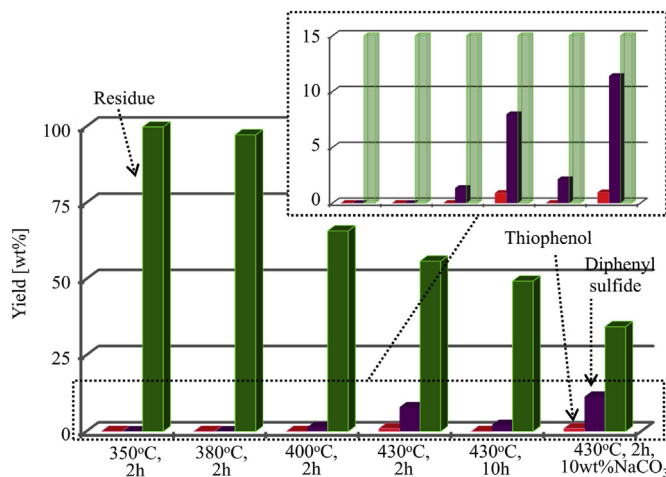 15
10
5
0
Residue
100
75
50
25
0
Yield [wt%]
Thiophenol
Diphenyl
sulfide
350°C,
2h
380°C,
2h
400°C,
2h
430°C,
2h
430°C,
10h
430°C, 2h,
10wt%NaCO3